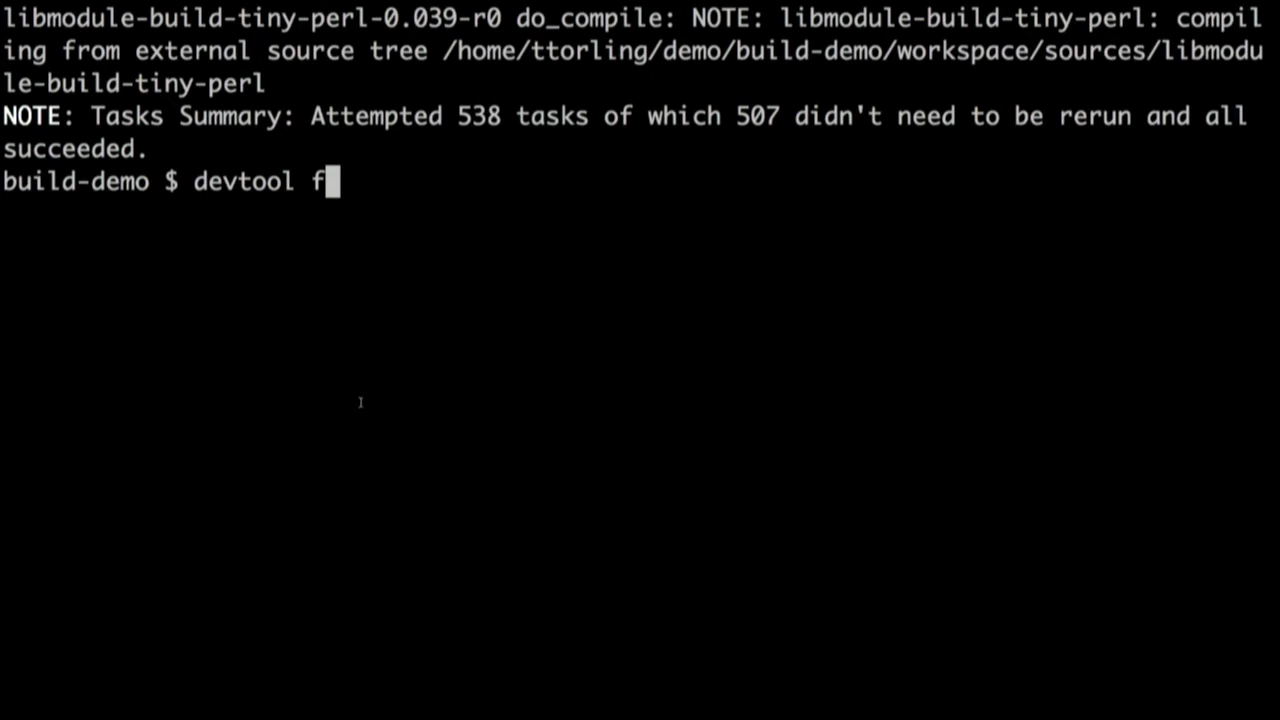 libmodule-build-tiny-perl-0.039-r0 do_compile: NOTE: libmodule-build-tiny-perl: compil
ing from external source tree /home/ttorling/demo/build-demo/workspace/sources/libmodu
le-build-tiny-perl
NOTE: Tasks Summary: Attempted 538 tasks of which 507 didn't need to be rerun and all
succeeded.
build-demo $ devtool f